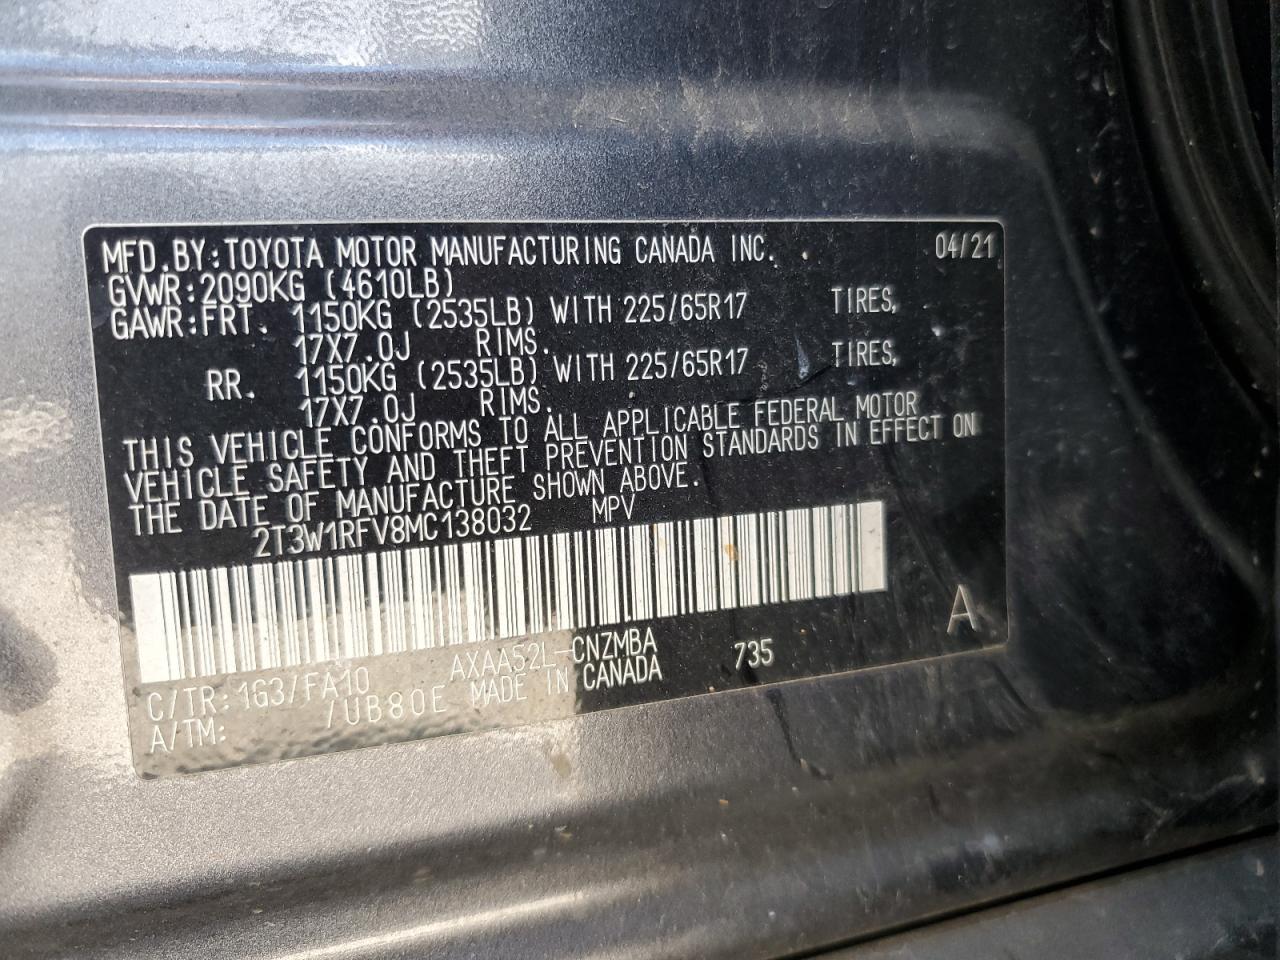 MFD.BY:TOYOTA MOTOR MANUFACTURING CANADA INC. 04/21
GVWR:2090KG (4610LB)
GAWR:FRT. 1150KG (2535LB) WITH 225/65R17 TIRES,
17X7.0J RIMS.
RR. 1150KG (2535LB) WITH 225/65R17 TIRES,
17X7.0J RIMS.
THIS VEHICLE CONFORMS TO ALL APPLICABLE FEDERAL MOTOR
VEHICLE SAFETY AND THEFT PREVENTION STANDARDS IN EFFECT ON
THE DATE OF MANUFACTURE SHOWN ABOVE.
2T3W1RFV8MC138032 MPV
A
C/TR:1G3/FA10 AXAA52L-CNZMBA 735
A/TM: /UB80E MADE IN CANADA